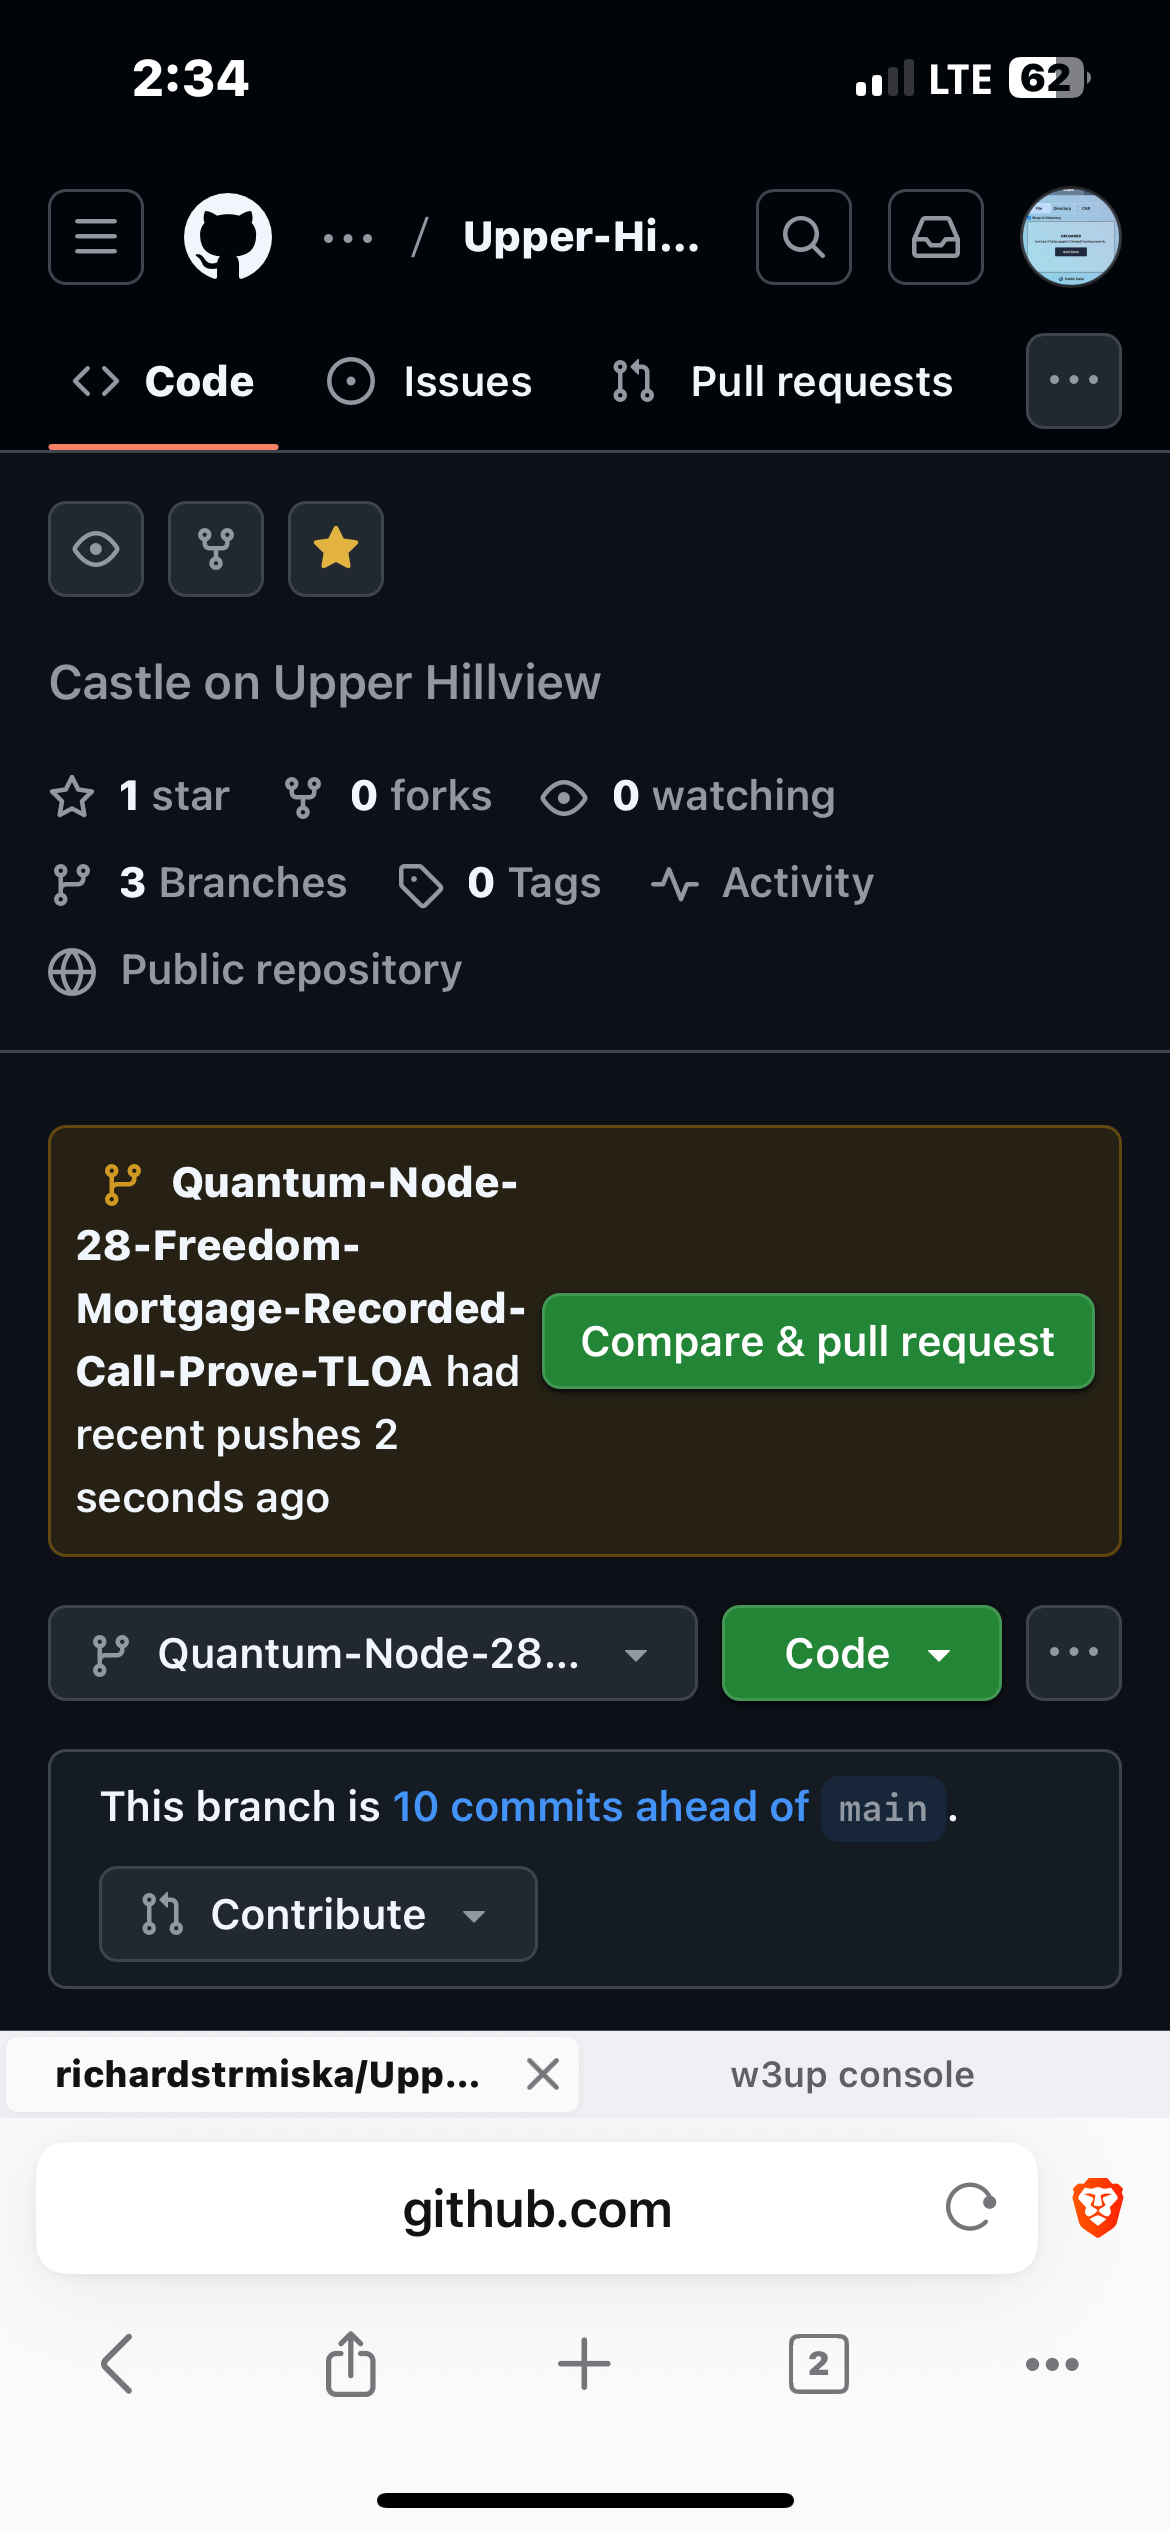 2:34 LTE 62
/ Upper-Hi...
Code Issues Pull requests
Castle on Upper Hillview
1 star 0 forks 0 watching
3 Branches 0 Tags Activity
Public repository
Quantum-Node-
28-Freedom-
Mortgage-Recorded-
Call-Prove-TLOA had
recent pushes 2
seconds ago
Compare & pull request
Quantum-Node-28... Code
This branch is 10 commits ahead of main .
Contribute
richardstrmiska/Upp... w3up console
github.com
2